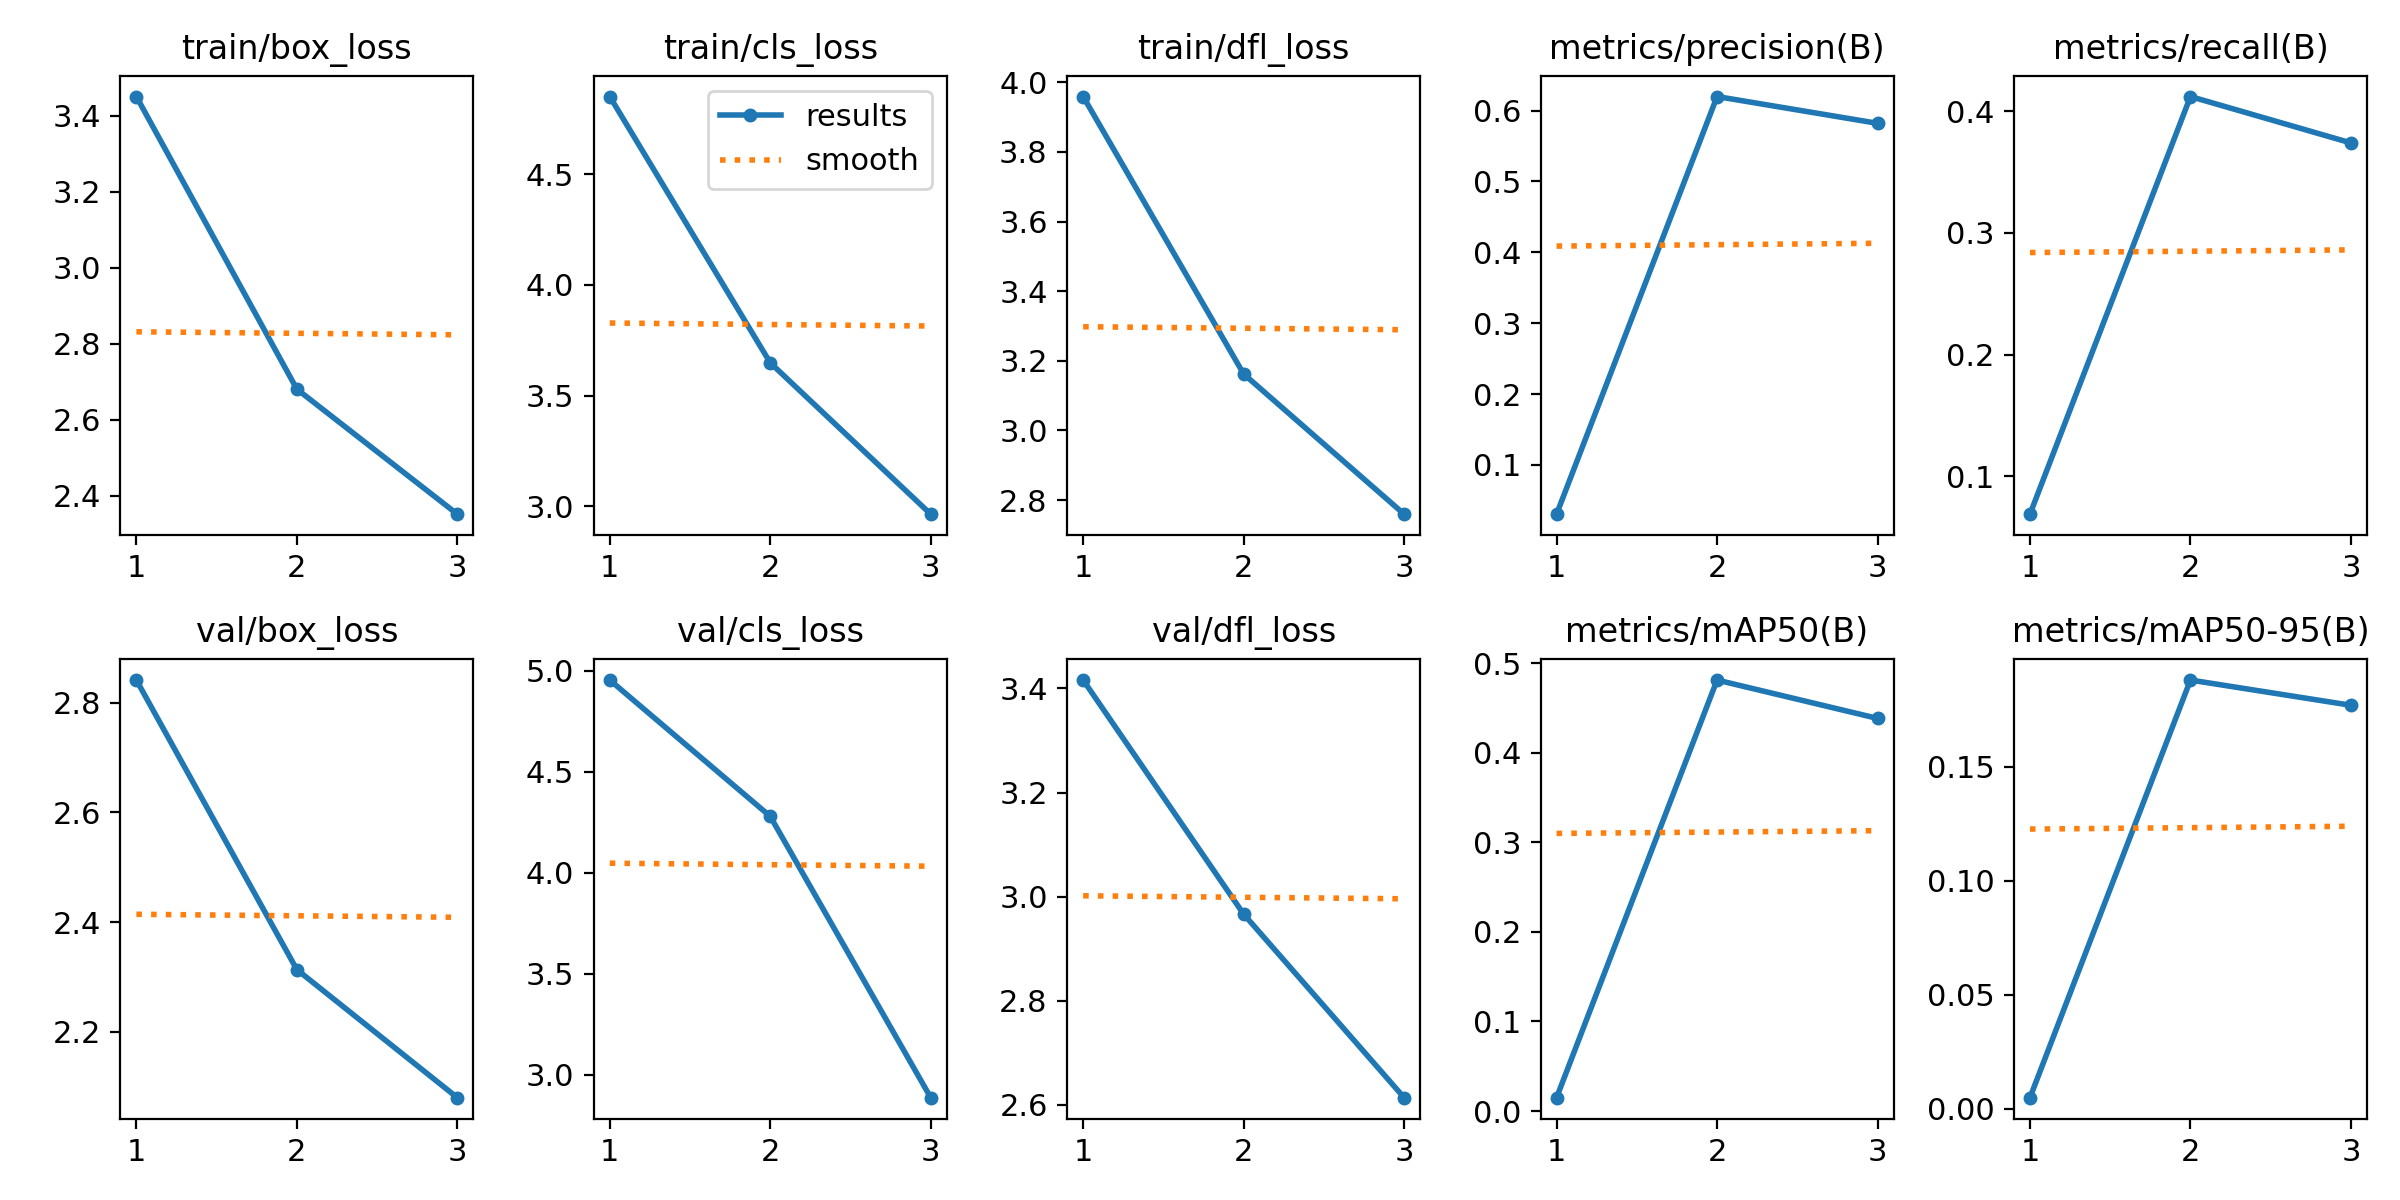 train/box_loss
3.4
3.2
3.0
2.8
2.6
2.4
1 2 3
train/cls_loss
results
smooth
4.5
4.0
3.5
3.0
1 2 3
train/dfl_loss
4.0
3.8
3.6
3.4
3.2
3.0
2.8
1 2 3
metrics/precision(B)
0.6
0.5
0.4
0.3
0.2
0.1
1 2 3
metrics/recall(B)
0.4
0.3
0.2
0.1
1 2 3
val/box_loss
2.8
2.6
2.4
2.2
1 2 3
val/cls_loss
5.0
4.5
4.0
3.5
3.0
1 2 3
val/dfl_loss
3.4
3.2
3.0
2.8
2.6
1 2 3
metrics/mAP50(B)
0.5
0.4
0.3
0.2
0.1
0.0
1 2 3
metrics/mAP50-95(B)
0.15
0.10
0.05
0.00
1 2 3